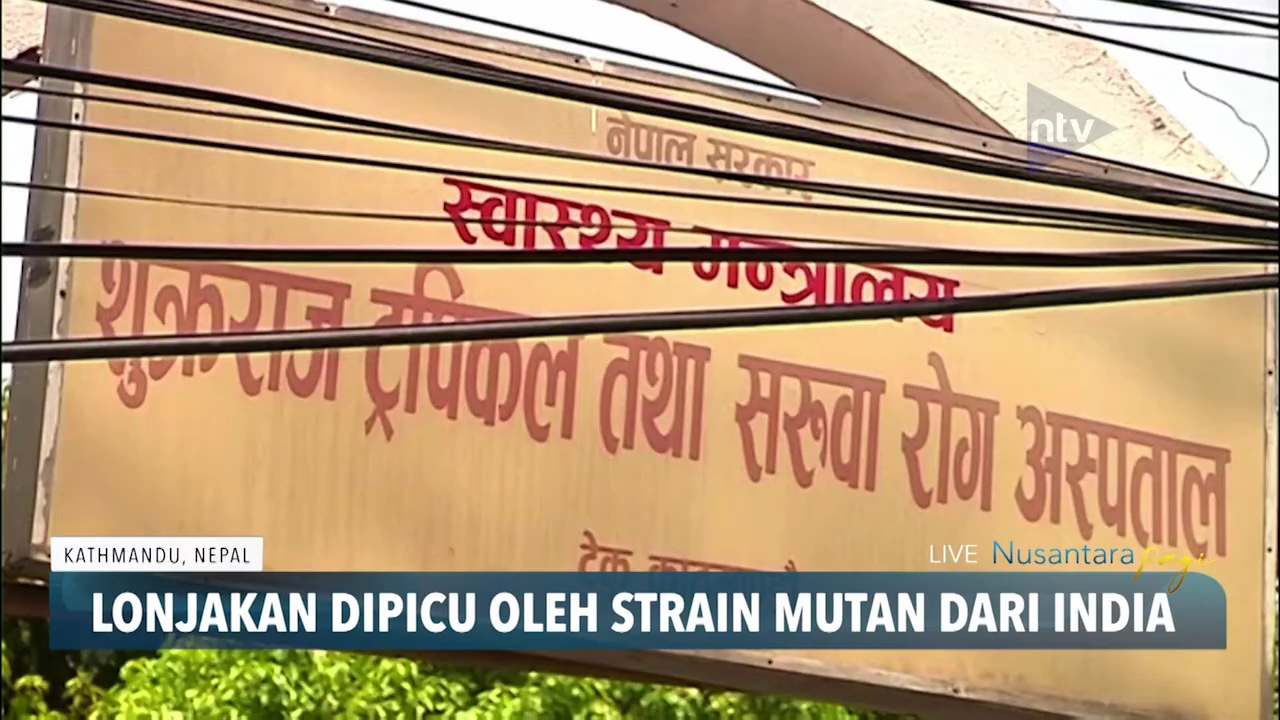 नेपाल सरकार
ntv
स्वास्थ्य मन्त्रालय
शुक्रराज ट्रपिकल तथा सरूवा रोग अस्पताल
टेकु
KATHMANDU, NEPAL
LIVE Nusantara pagi
LONJAKAN DIPICU OLEH STRAIN MUTAN DARI INDIA